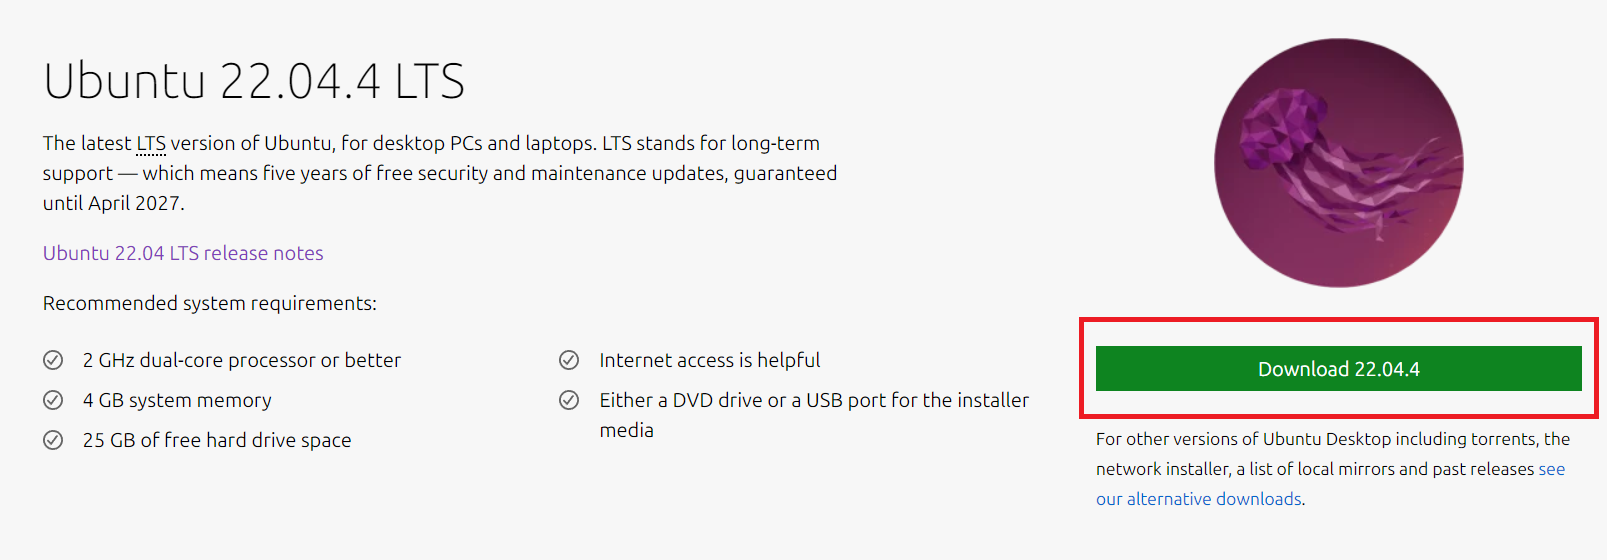 Ubuntu 22.04.4 LTS
The latest LTS version of Ubuntu, for desktop PCs and laptops. LTS stands for long-term
support — which means five years of free security and maintenance updates, guaranteed
until April 2027.
Ubuntu 22.04 LTS release notes
Recommended system requirements:
2 GHz dual-core processor or better
4 GB system memory
25 GB of free hard drive space
Internet access is helpful
Either a DVD drive or a USB port for the installer
media
Download 22.04.4
For other versions of Ubuntu Desktop including torrents, the
network installer, a list of local mirrors and past releases see
our alternative downloads.